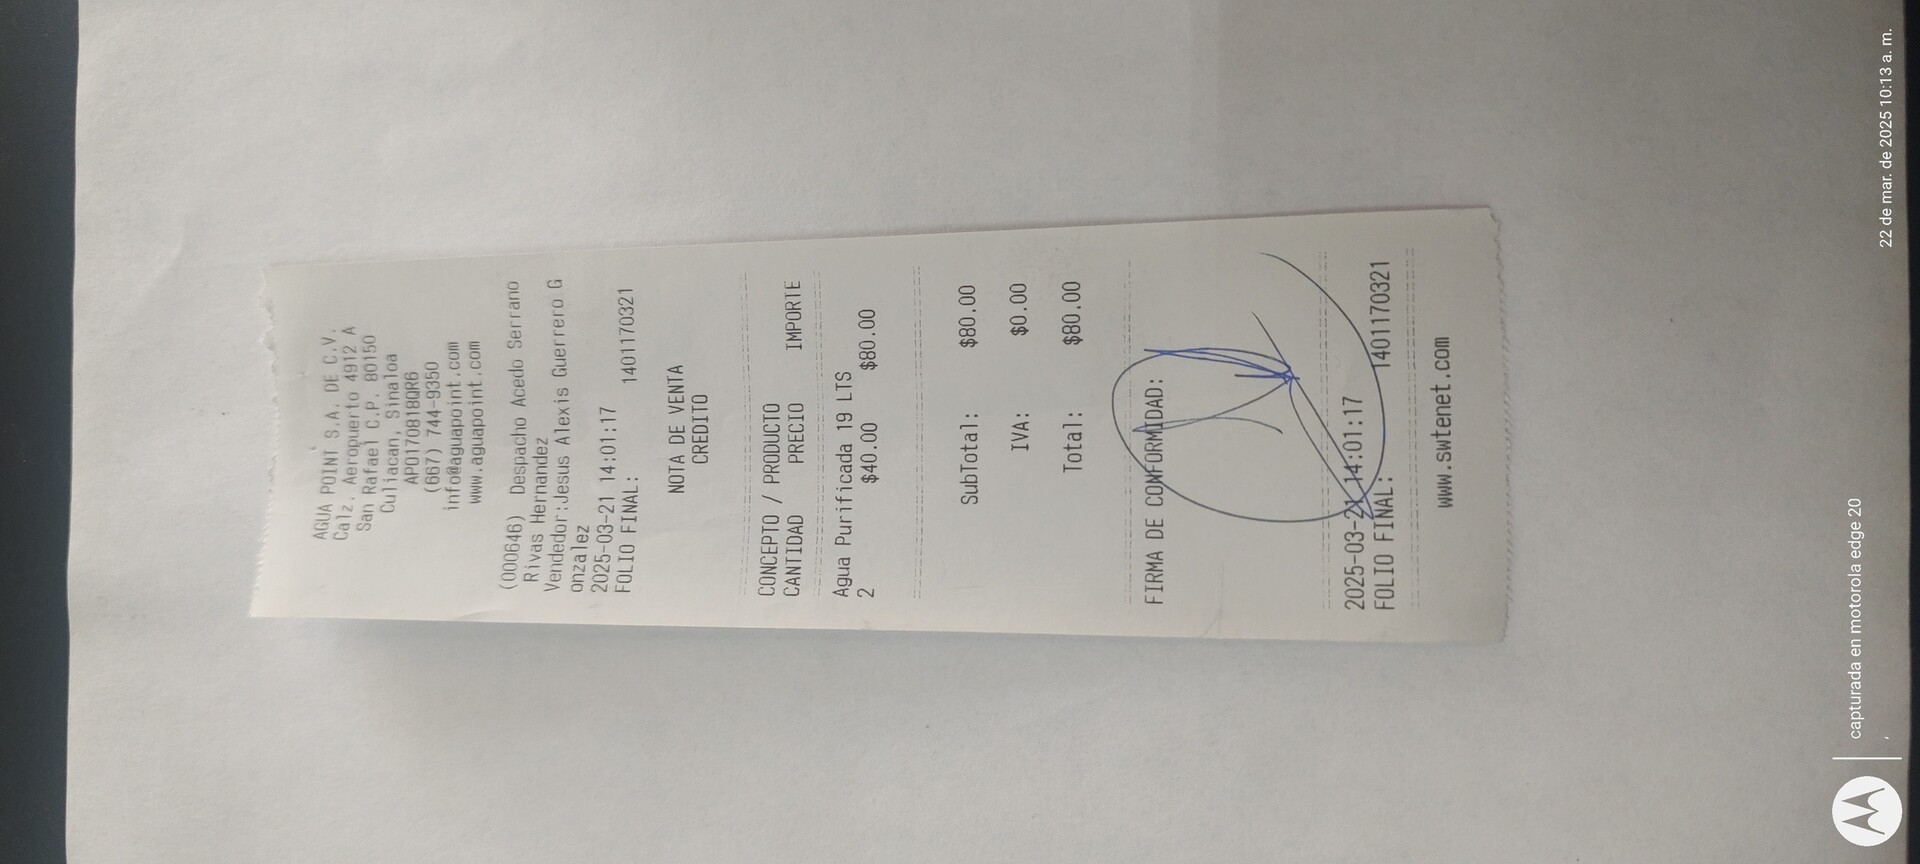 AGUA POINT S.A. DE C.V.
Calz. Aeropuerto 4912 A
San Rafael C.P. 80150
Culiacan, Sinaloa
APO170818QR6
(667) 744-9350
info@aguapoint.com
www.aguapoint.com
(000646) Despacho Acedo Serrano
Rivas Hernandez
Vendedor:Jesus Alexis Guerrero G
onzalez
2025-03-21 14:01:17
FOLIO FINAL: 1401170321
NOTA DE VENTA
CREDITO
CONCEPTO / PRODUCTO
CANTIDAD PRECIO IMPORTE
Agua Purificada 19 LTS
2 $40.00 $80.00
SubTotal: $80.00
IVA: $0.00
Total: $80.00
FIRMA DE CONFORMIDAD:
2025-03-21 14:01:17
FOLIO FINAL: 1401170321
www.swtenet.com
capturada en motorola edge 20
22 de mar. de 2025 10:13 a. m.